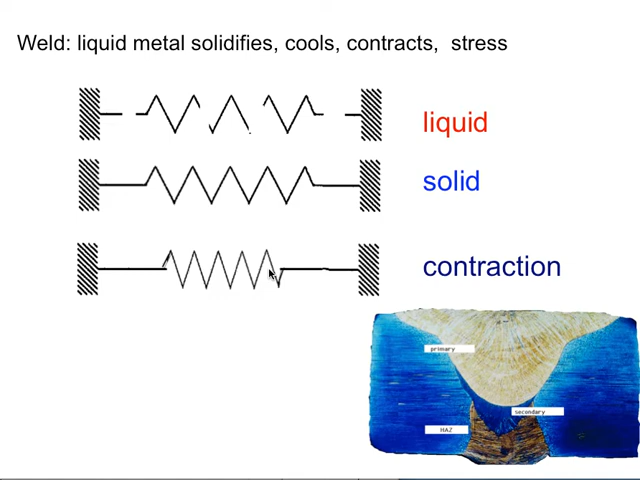 Weld: liquid metal solidifies, cools, contracts, stress
liquid
solid
contraction
primary
secondary
HAZ